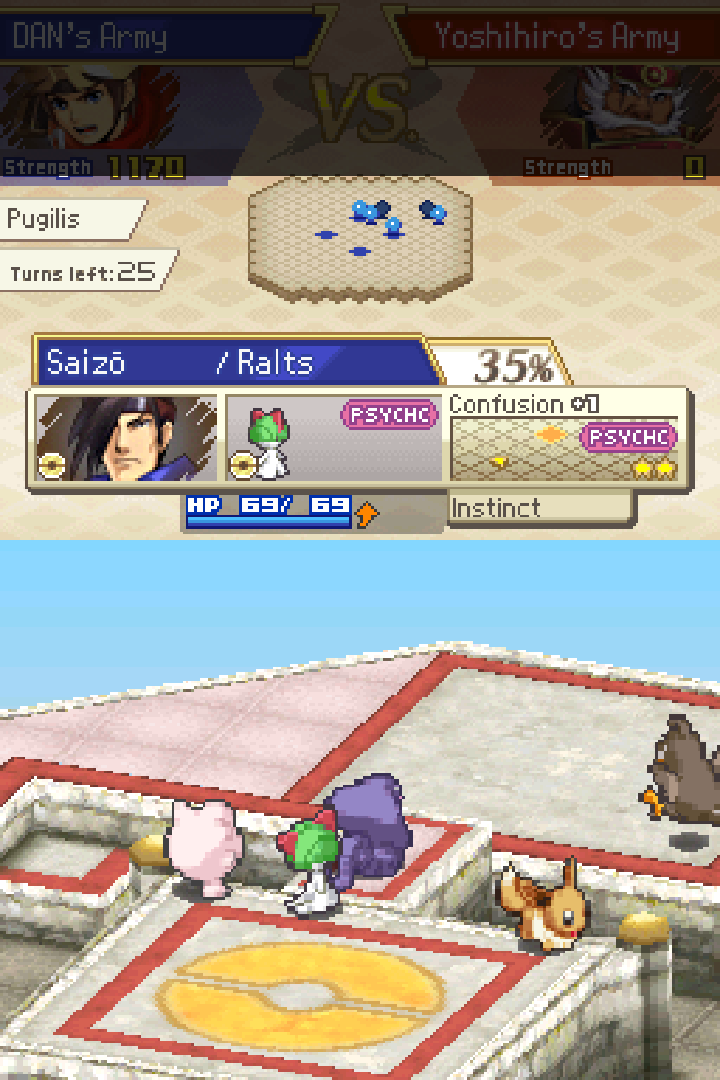 DAN's Army
Yoshihiro's Army
VS.
Strength 1170
Strength 0
Pugilis
Turns left: 25
Saizō / Ralts
35%
PSYCHC
Confusion
PSYCHC
HP 69/ 69
Instinct